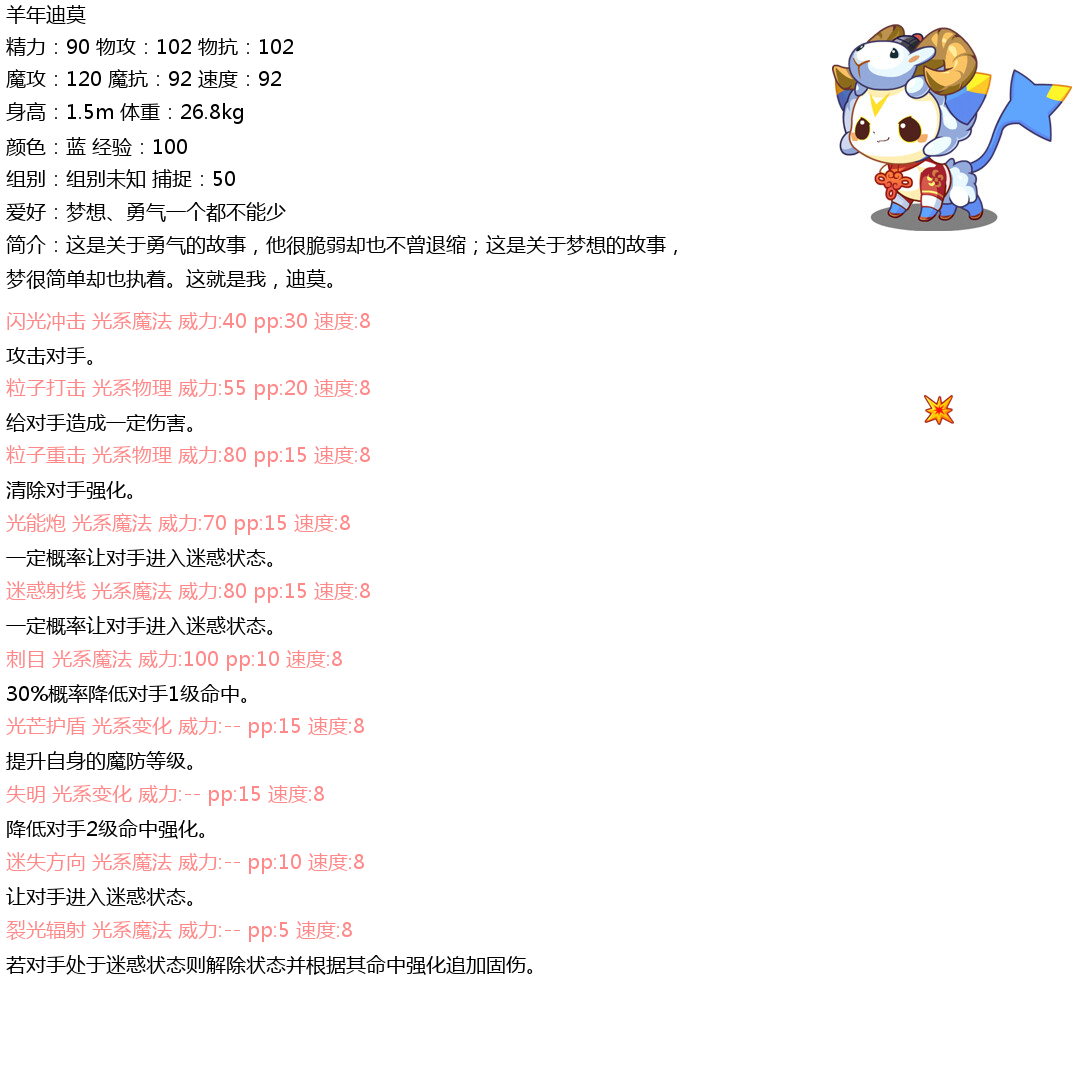 羊年迪莫
精力：90 物攻：102 物抗：102
魔攻：120 魔抗：92 速度：92
身高：1.5m 体重：26.8kg
颜色：蓝 经验：100
组别：组别未知 捕捉：50
爱好：梦想、勇气一个都不能少
简介：这是关于勇气的故事，他很脆弱却也不曾退缩；这是关于梦想的故事，
梦很简单却也执着。这就是我，迪莫。
闪光冲击 光系魔法 威力:40 pp:30 速度:8
攻击对手。
粒子打击 光系物理 威力:55 pp:20 速度:8
给对手造成一定伤害。
粒子重击 光系物理 威力:80 pp:15 速度:8
清除对手强化。
光能炮 光系魔法 威力:70 pp:15 速度:8
一定概率让对手进入迷惑状态。
迷惑射线 光系魔法 威力:80 pp:15 速度:8
一定概率让对手进入迷惑状态。
刺目 光系魔法 威力:100 pp:10 速度:8
30%概率降低对手1级命中。
光芒护盾 光系变化 威力:-- pp:15 速度:8
提升自身的魔防等级。
失明 光系变化 威力:-- pp:15 速度:8
降低对手2级命中强化。
迷失方向 光系魔法 威力:-- pp:10 速度:8
让对手进入迷惑状态。
裂光辐射 光系魔法 威力:-- pp:5 速度:8
若对手处于迷惑状态则解除状态并根据其命中强化追加固伤。